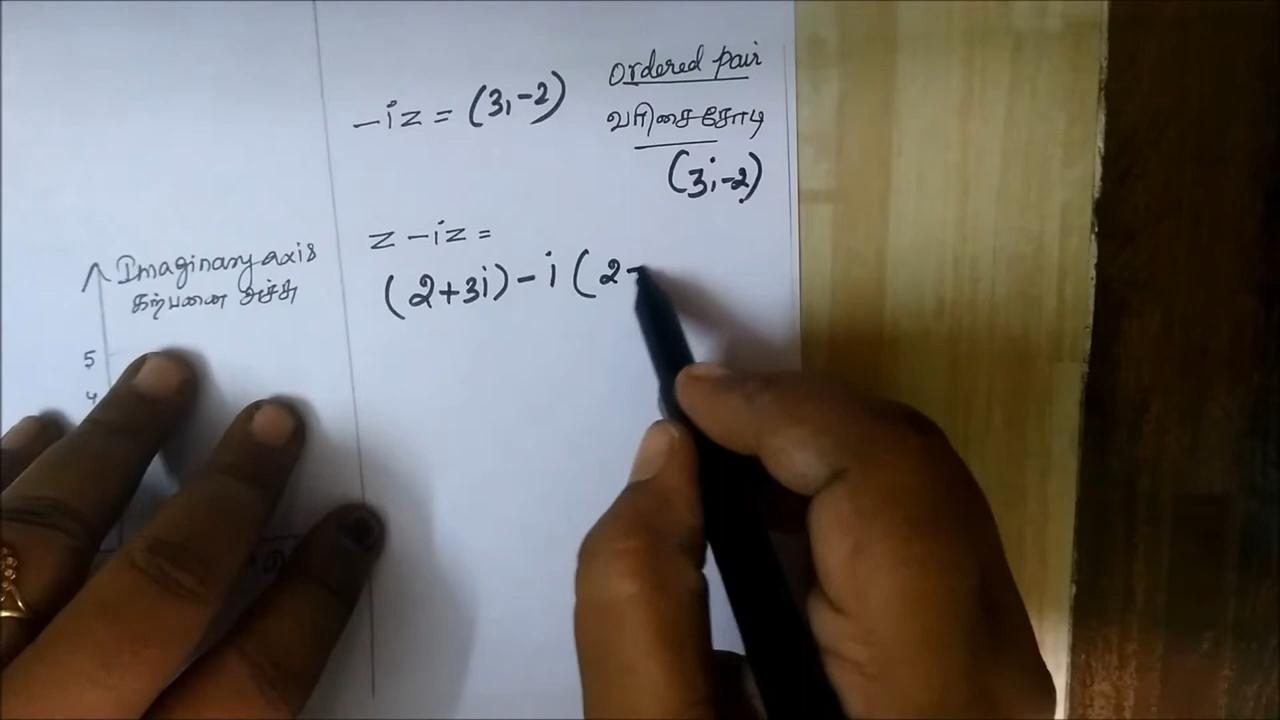 -iz = (3,-2)
Ordered pair
வரிசைசோடி
(3,-2)
z - iz =
(2+3i) - i (2
Imaginary axis
கற்பனை அச்சு
5
4